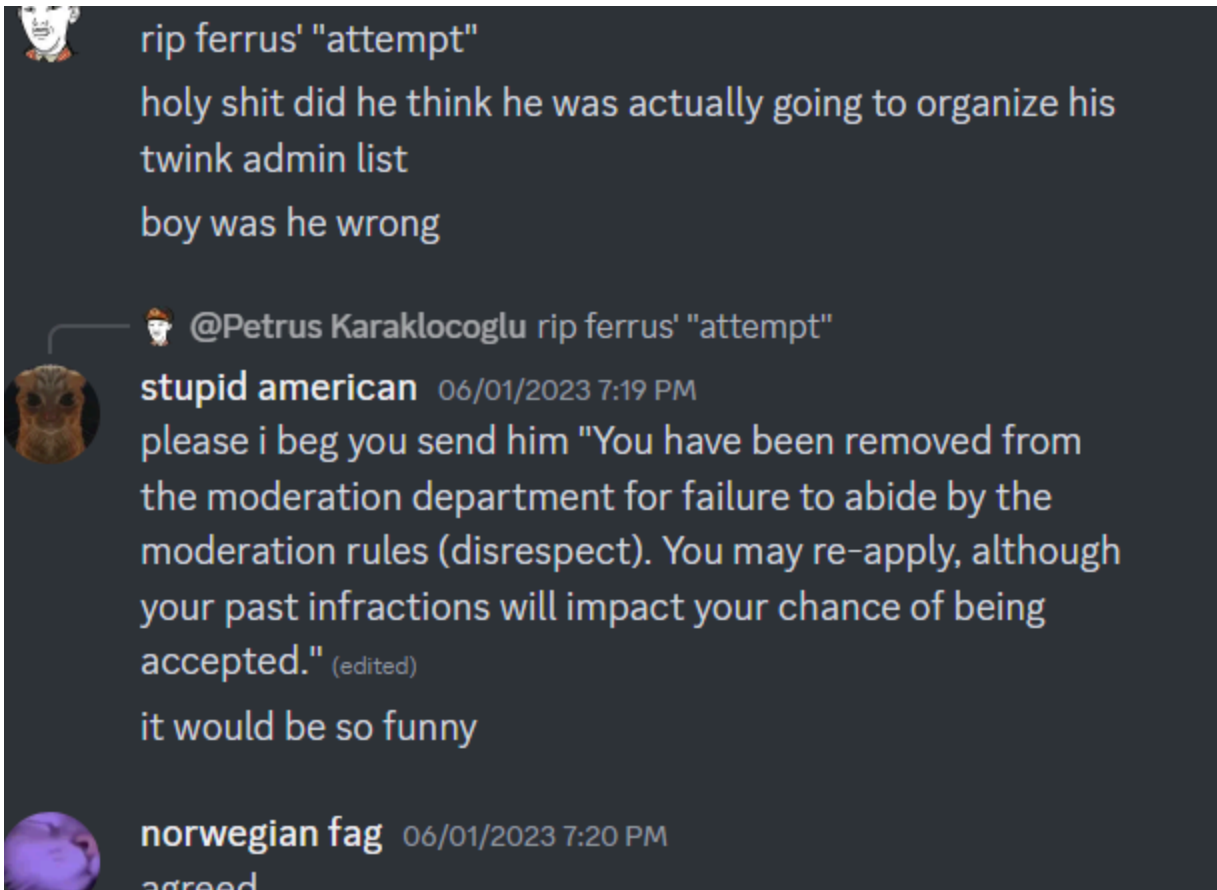 rip ferrus' "attempt"
holy shit did he think he was actually going to organize his
twink admin list
boy was he wrong
@Petrus Karaklocoglu rip ferrus' "attempt"
stupid american 06/01/2023 7:19 PM
please i beg you send him "You have been removed from
the moderation department for failure to abide by the
moderation rules (disrespect). You may re-apply, although
your past infractions will impact your chance of being
accepted." (edited)
it would be so funny
norwegian fag 06/01/2023 7:20 PM
agreed